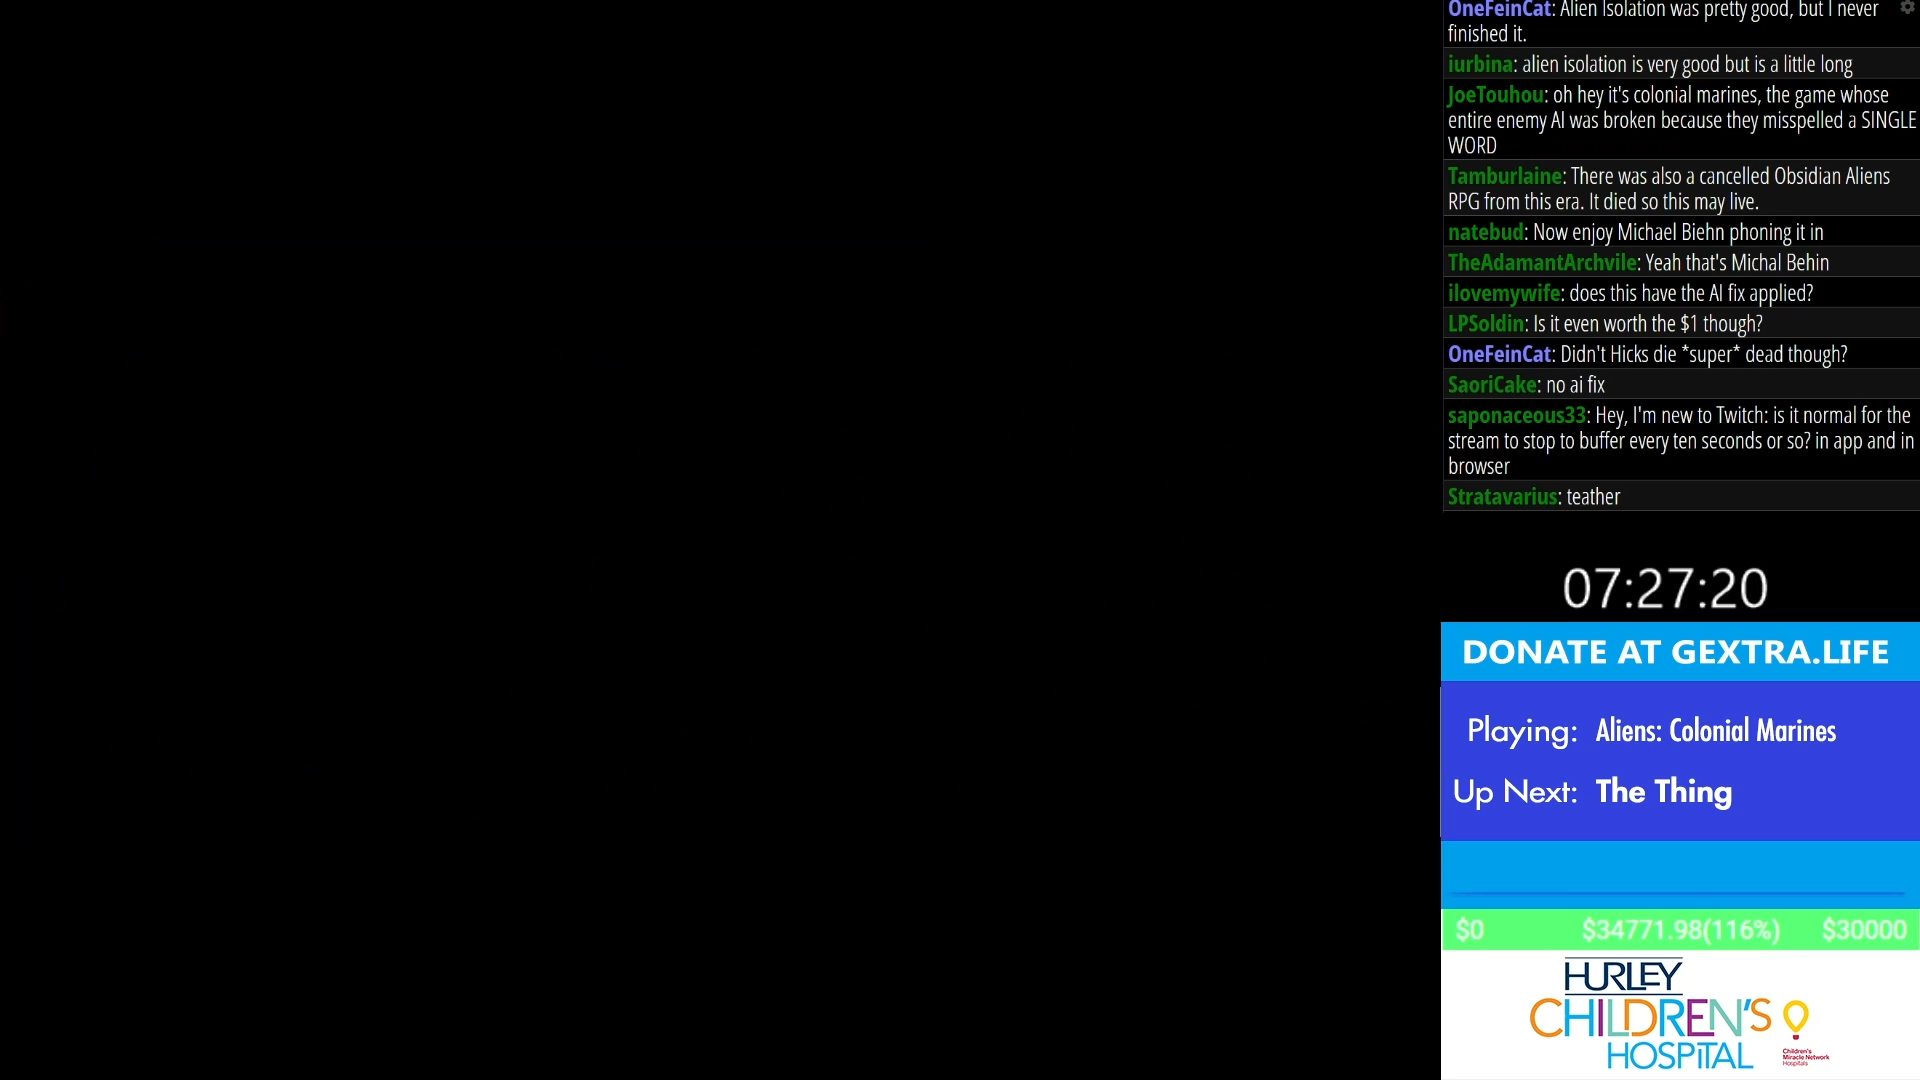 OneFeinCat: Alien Isolation was pretty good, but I never
finished it.
iurbina: alien isolation is very good but is a little long
JoeTouhou: oh hey it's colonial marines, the game whose
entire enemy AI was broken because they misspelled a SINGLE
WORD
Tamburlaine: There was also a cancelled Obsidian Aliens
RPG from this era. It died so this may live.
natebud: Now enjoy Michael Biehn phoning it in
TheAdamantArchvile: Yeah that's Michal Behin
ilovemywife: does this have the AI fix applied?
LPSoldin: Is it even worth the $1 though?
OneFeinCat: Didn't Hicks die *super* dead though?
SaoriCake: no ai fix
saponaceous33: Hey, I'm new to Twitch: is it normal for the
stream to stop to buffer every ten seconds or so? in app and in
browser
Stratavarius: teather
07:27:20
DONATE AT GEXTRA.LIFE
Playing: Aliens: Colonial Marines
Up Next: The Thing
$0 $34771.98(116%) $30000
HURLEY
CHILDREN'S
HOSPITAL
Children's
Miracle Network
Hospitals